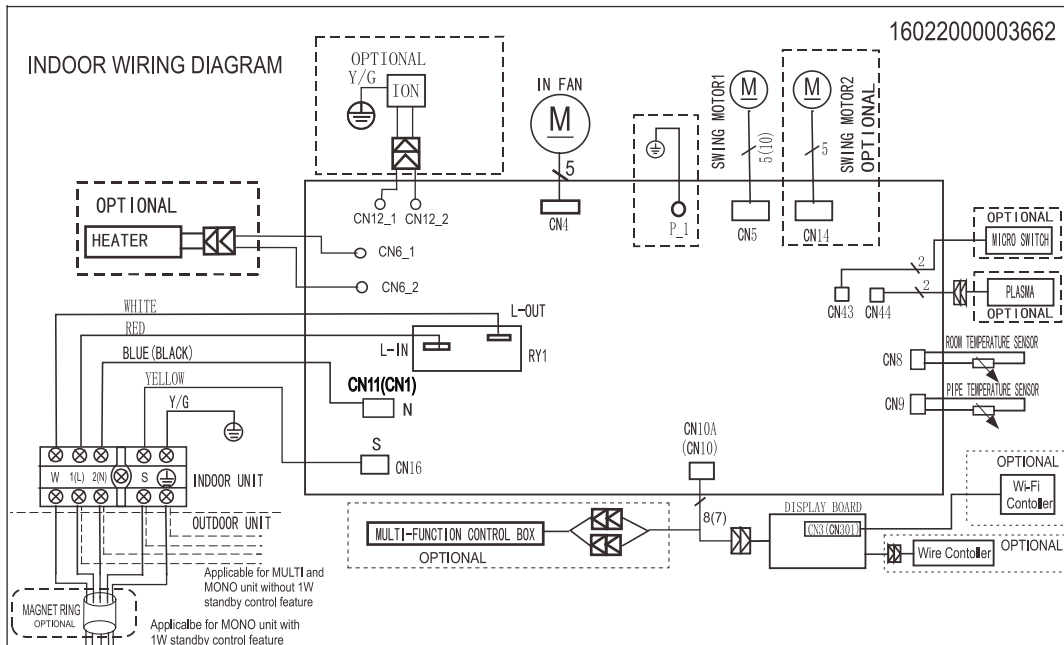 16022000003662
INDOOR WIRING DIAGRAM
OPTIONAL
Y/G
ION
IN FAN
M
5
SWING MOTOR1
M
5(10)
M
5
SWING MOTOR2
OPTIONAL
CN12_1
CN12_2
CN4
P_1
CN5
CN14
OPTIONAL
HEATER
CN6_1
CN6_2
OPTIONAL
MICRO SWITCH
2
2
PLASMA
OPTIONAL
CN43
CN44
WHITE
L-OUT
RED
L-IN
RY1
BLUE(BLACK)
CN11(CN1)
N
YELLOW
Y/G
S
CN16
ROOM TEMPERATURE SENSOR
CN8
PIPE TEMPERATURE SENSOR
CN9
CN10A
(CN10)
W
1(L)
2(N)
S
INDOOR UNIT
OUTDOOR UNIT
8(7)
MULTI-FUNCTION CONTROL BOX
OPTIONAL
DISPLAY BOARD
CN3(CN301)
OPTIONAL
Wi-Fi
Contoller
Wire Contoller
OPTIONAL
Applicable for MULTI and
MONO unit without 1W
standby control feature
MAGNET RING
OPTIONAL
Applicalbe for MONO unit with
1W standby control feature